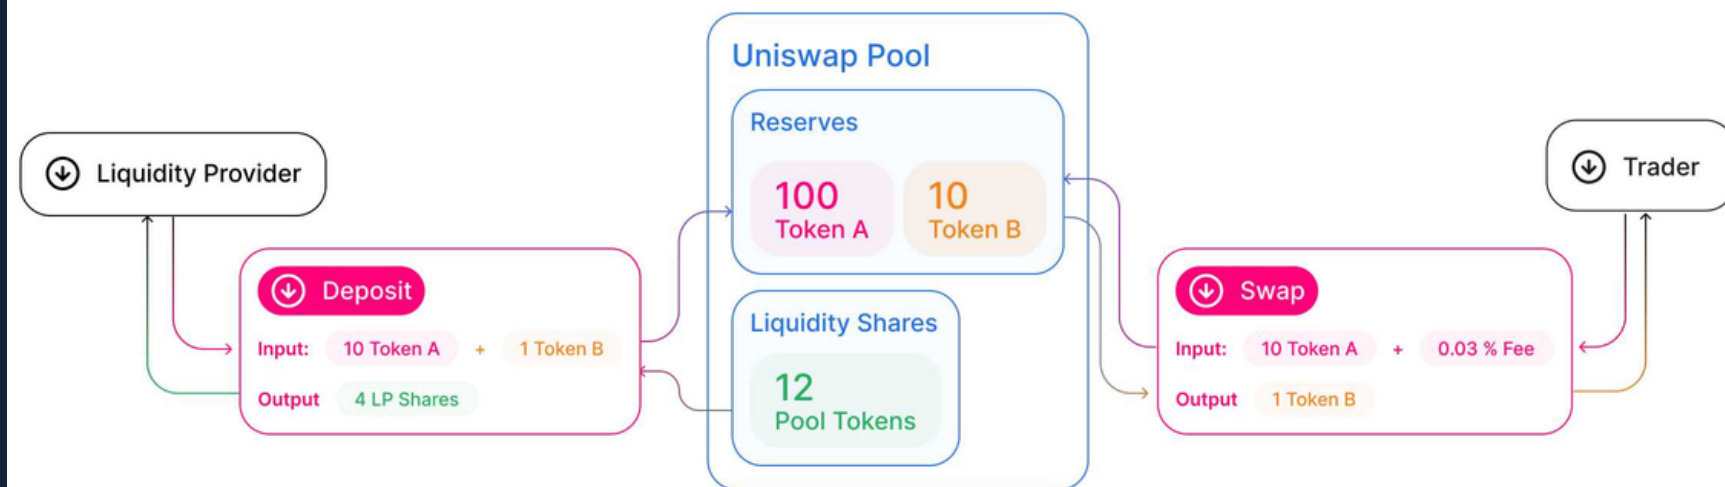 Uniswap Pool
Reserves
100
Token A
10
Token B
Liquidity Shares
12
Pool Tokens
Liquidity Provider
Deposit
Input: 10 Token A + 1 Token B
Output 4 LP Shares
Trader
Swap
Input: 10 Token A + 0.03 % Fee
Output 1 Token B